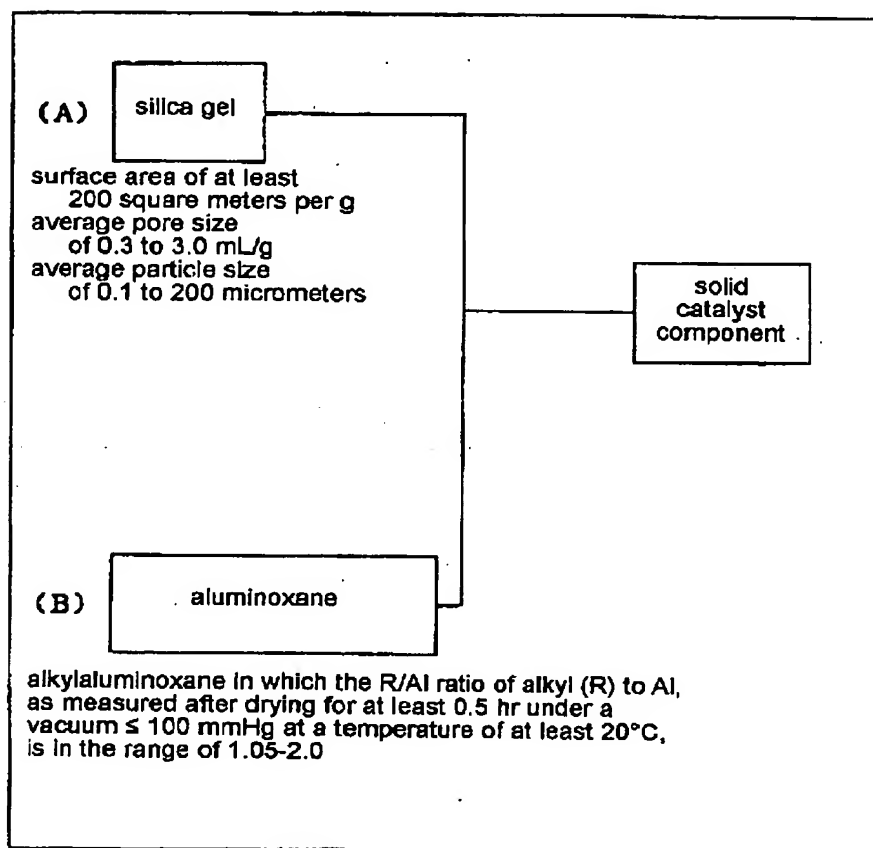 (A)
silica gel
surface area of at least
200 square meters per g
average pore size
of 0.3 to 3.0 mL/g
average particle size
of 0.1 to 200 micrometers
solid
catalyst
component
(B)
aluminoxane
alkylaluminoxane in which the R/Al ratio of alkyl (R) to Al,
as measured after drying for at least 0.5 hr under a
vacuum ≤ 100 mmHg at a temperature of at least 20°C,
is in the range of 1.05-2.0